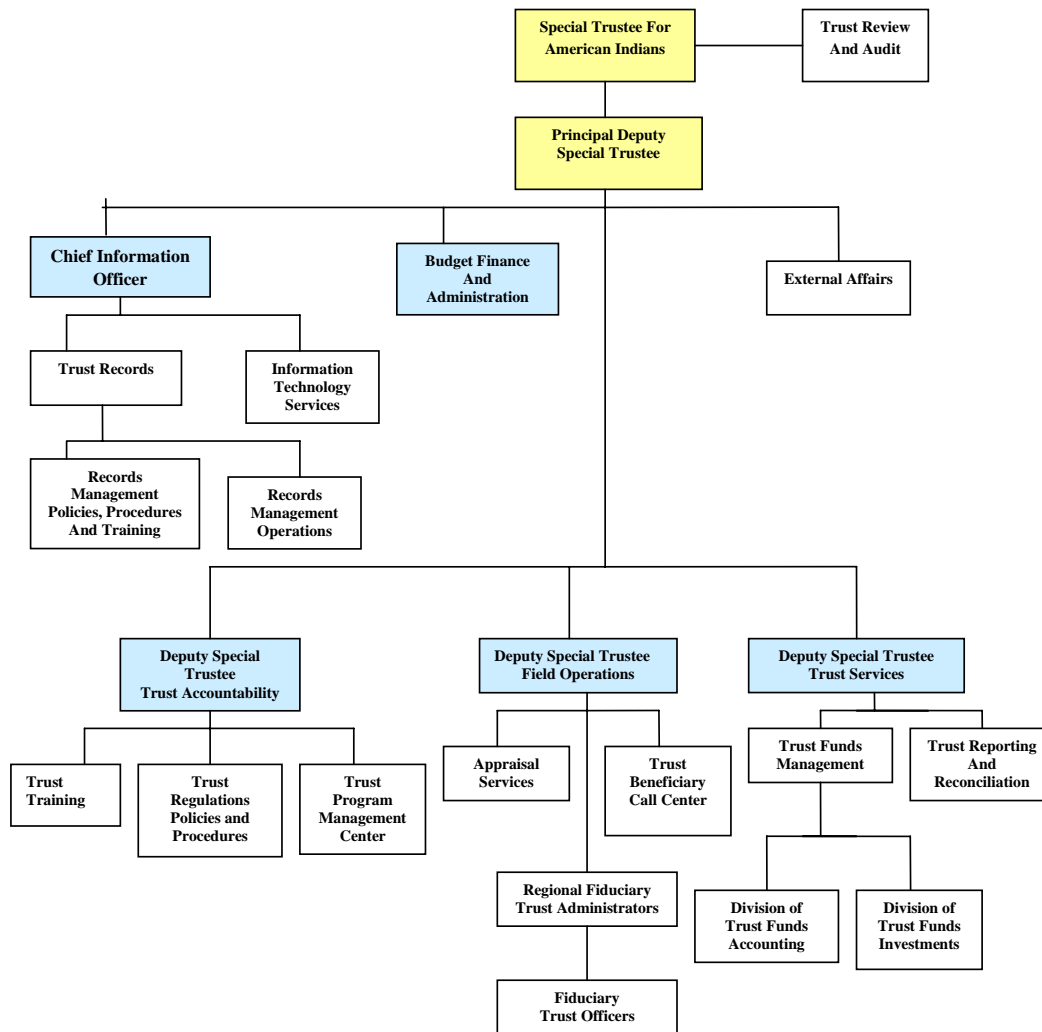 Special Trustee For
American Indians
Trust Review
And Audit
Principal Deputy
Special Trustee
Chief Information
Officer
Budget Finance
And
Administration
External Affairs
Trust Records
Information
Technology
Services
Records
Management
Policies, Procedures
And Training
Records
Management
Operations
Deputy Special
Trustee
Trust Accountability
Deputy Special Trustee
Field Operations
Deputy Special Trustee
Trust Services
Trust
Training
Trust
Regulations
Policies and
Procedures
Trust
Program
Management
Center
Appraisal
Services
Trust
Beneficiary
Call Center
Trust Funds
Management
Trust Reporting
And
Reconciliation
Regional Fiduciary
Trust Administrators
Division of
Trust Funds
Accounting
Division of
Trust Funds
Investments
Fiduciary
Trust Officers